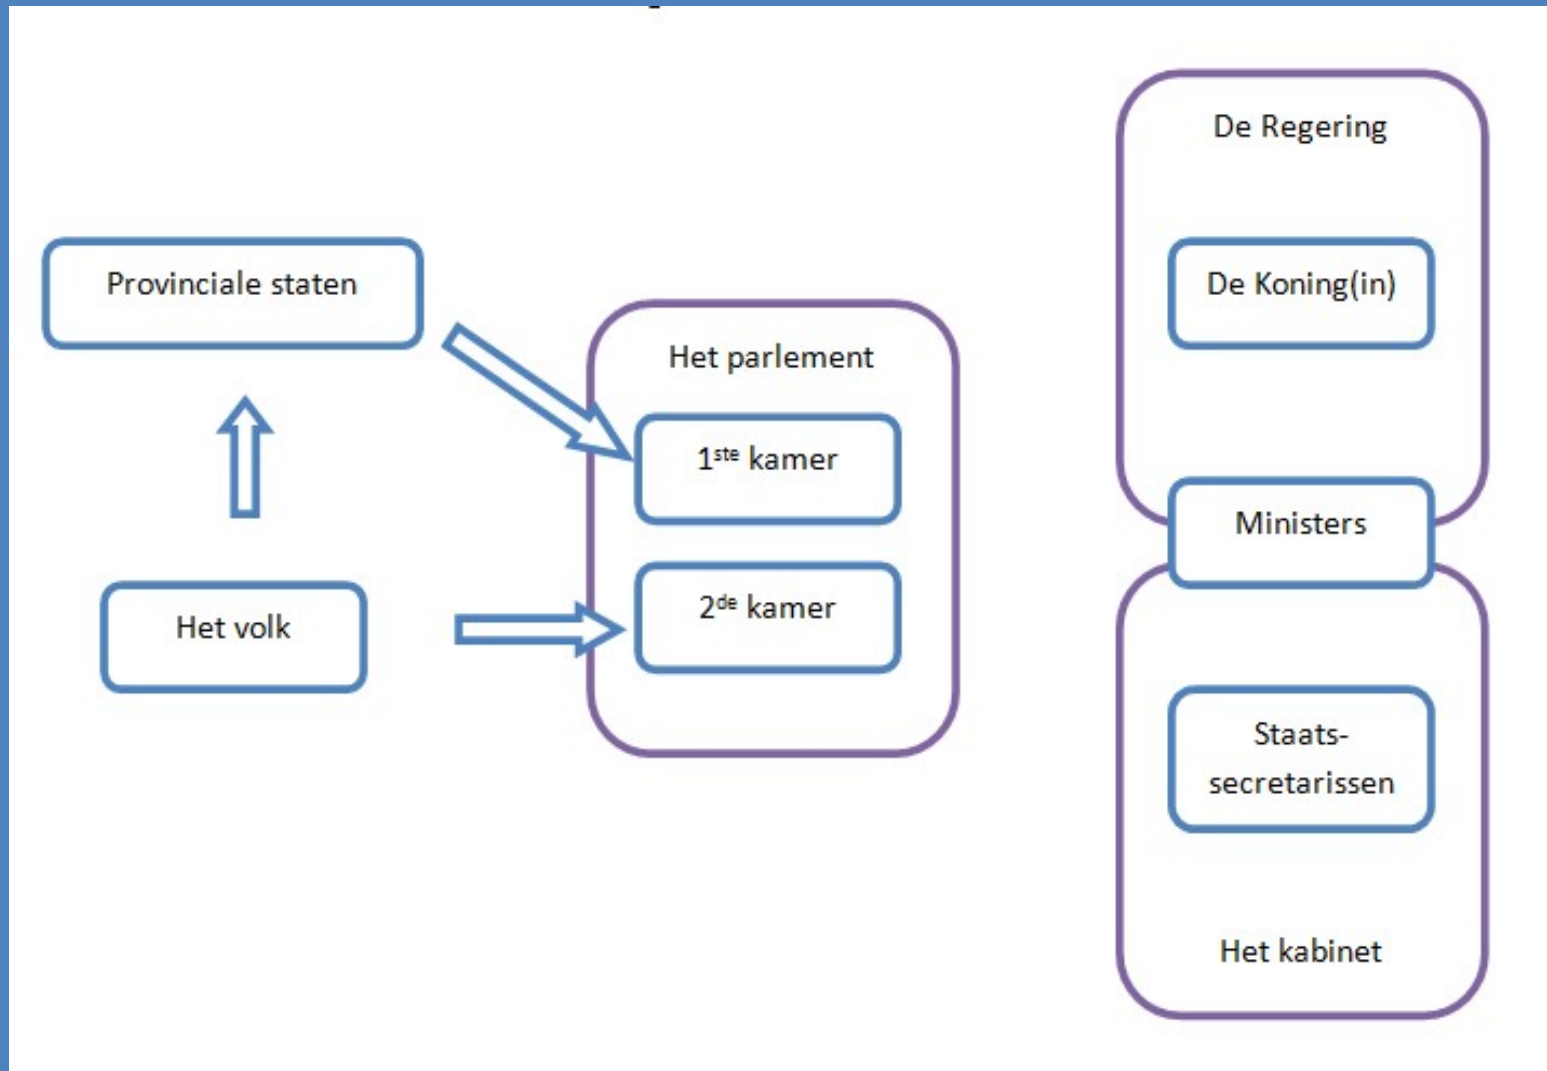 De Regering
Provinciale staten
De Koning(in)
Het parlement
1ste kamer
Ministers
2de kamer
Het volk
Staats-
secretarissen
Het kabinet